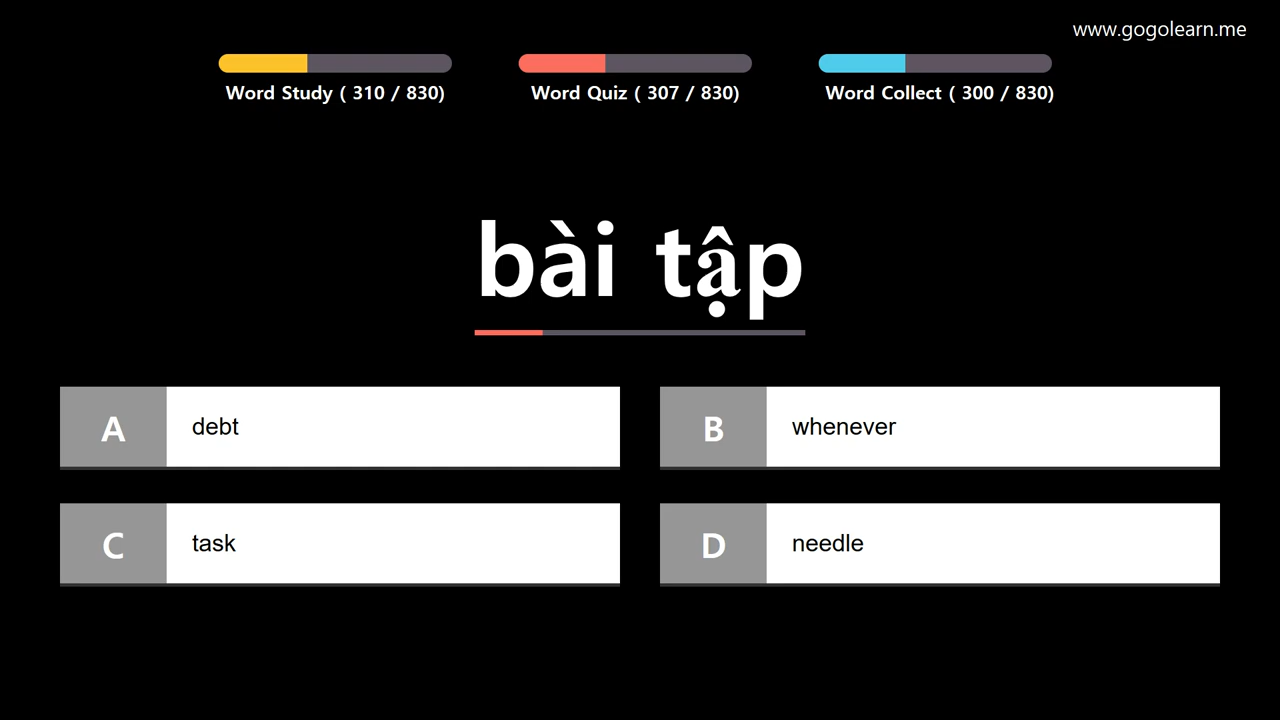 www.gogolearn.me
Word Study ( 310 / 830)
Word Quiz ( 307 / 830)
Word Collect ( 300 / 830)
bài tập
A debt
B whenever
C task
D needle